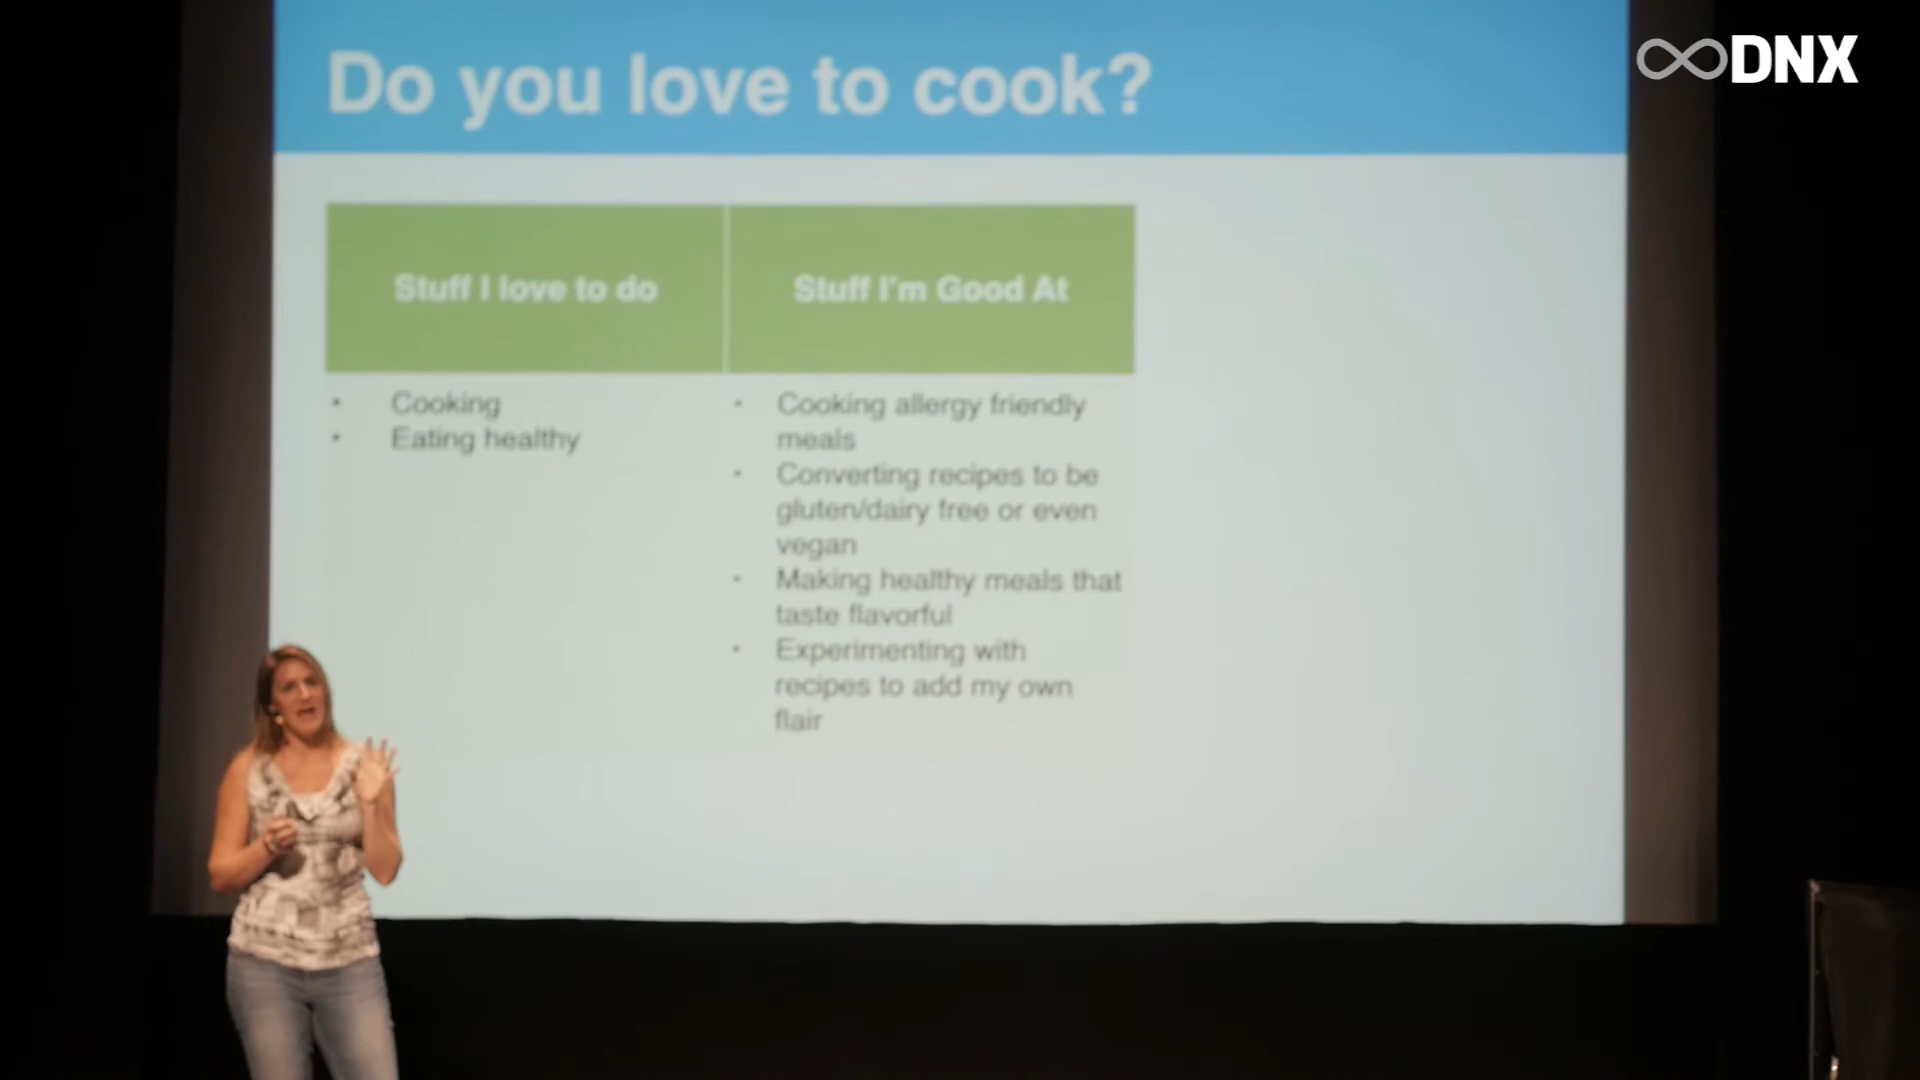 Do you love to cook?
DNX
Stuff I love to do
Stuff I'm Good At
• Cooking
• Eating healthy
• Cooking allergy friendly
meals
• Converting recipes to be
gluten/dairy free or even
vegan
• Making healthy meals that
taste flavorful
• Experimenting with
recipes to add my own
flair